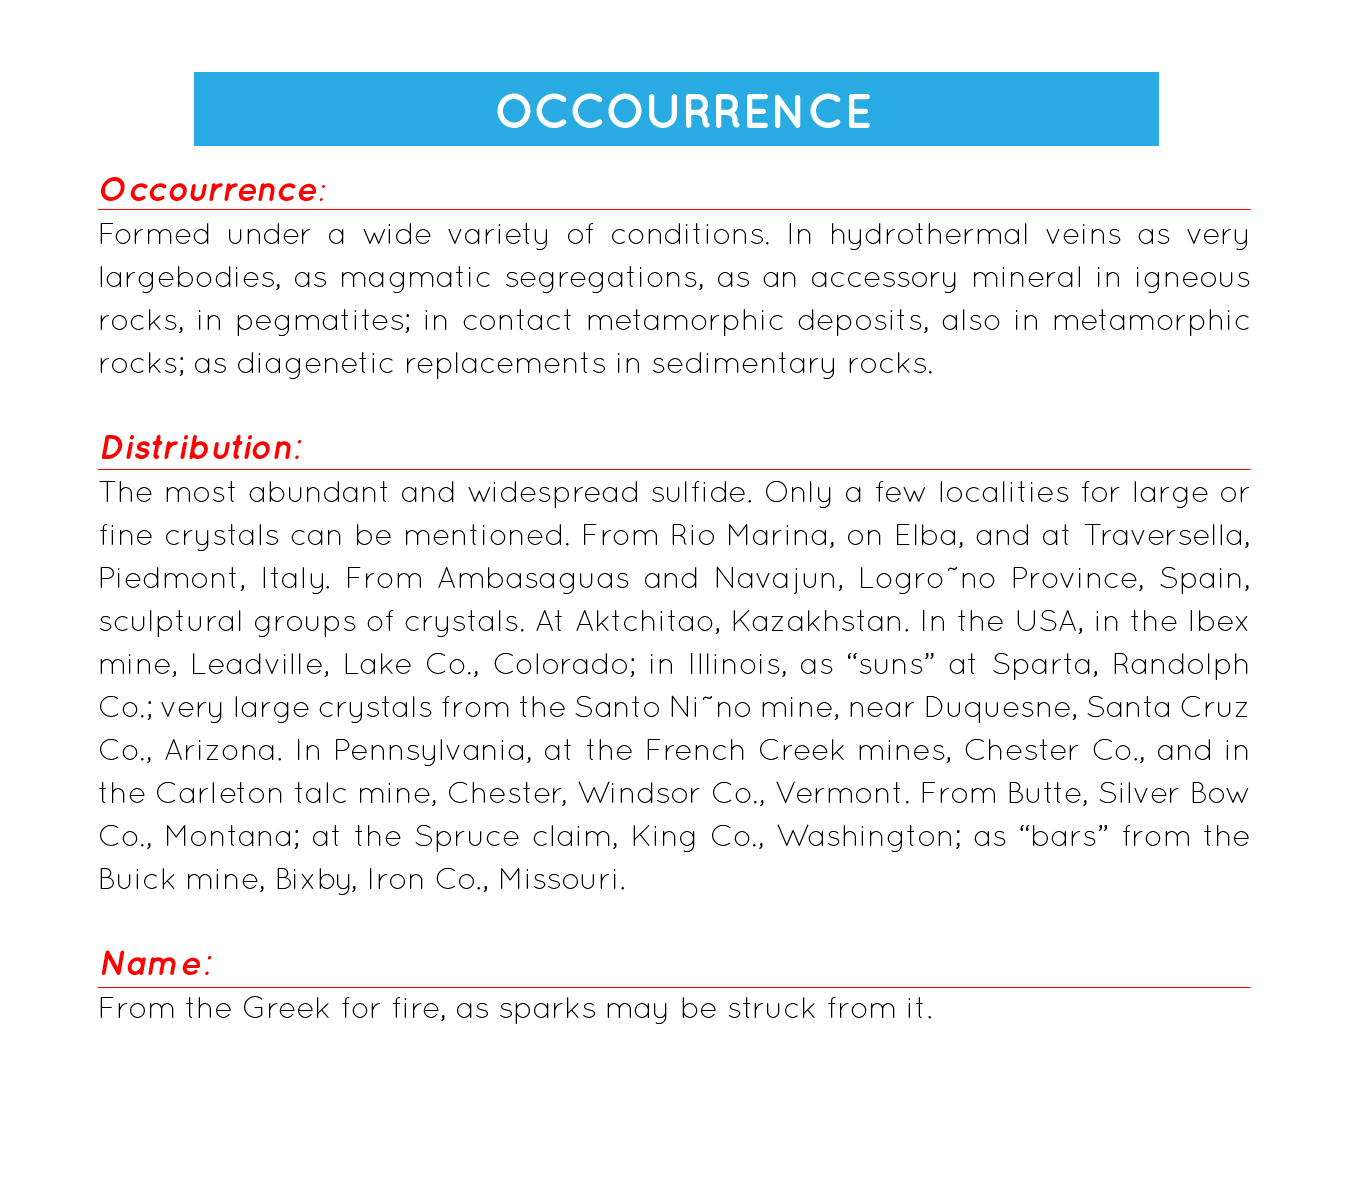 OCCOURRENCE
Occourrence:
Formed under a wide variety of conditions. In hydrothermal veins as very
largebodies, as magmatic segregations, as an accessory mineral in igneous
rocks, in pegmatites; in contact metamorphic deposits, also in metamorphic
rocks; as diagenetic replacements in sedimentary rocks.
Distribution:
The most abundant and widespread sulfide. Only a few localities for large or
fine crystals can be mentioned. From Rio Marina, on Elba, and at Traversella,
Piedmont, Italy. From Ambasaguas and Navajun, Logro˜no Province, Spain,
sculptural groups of crystals. At Aktchitao, Kazakhstan. In the USA, in the Ibex
mine, Leadville, Lake Co., Colorado; in Illinois, as “suns” at Sparta, Randolph
Co.; very large crystals from the Santo Ni˜no mine, near Duquesne, Santa Cruz
Co., Arizona. In Pennsylvania, at the French Creek mines, Chester Co., and in
the Carleton talc mine, Chester, Windsor Co., Vermont. From Butte, Silver Bow
Co., Montana; at the Spruce claim, King Co., Washington; as “bars” from the
Buick mine, Bixby, Iron Co., Missouri.
Name:
From the Greek for fire, as sparks may be struck from it.